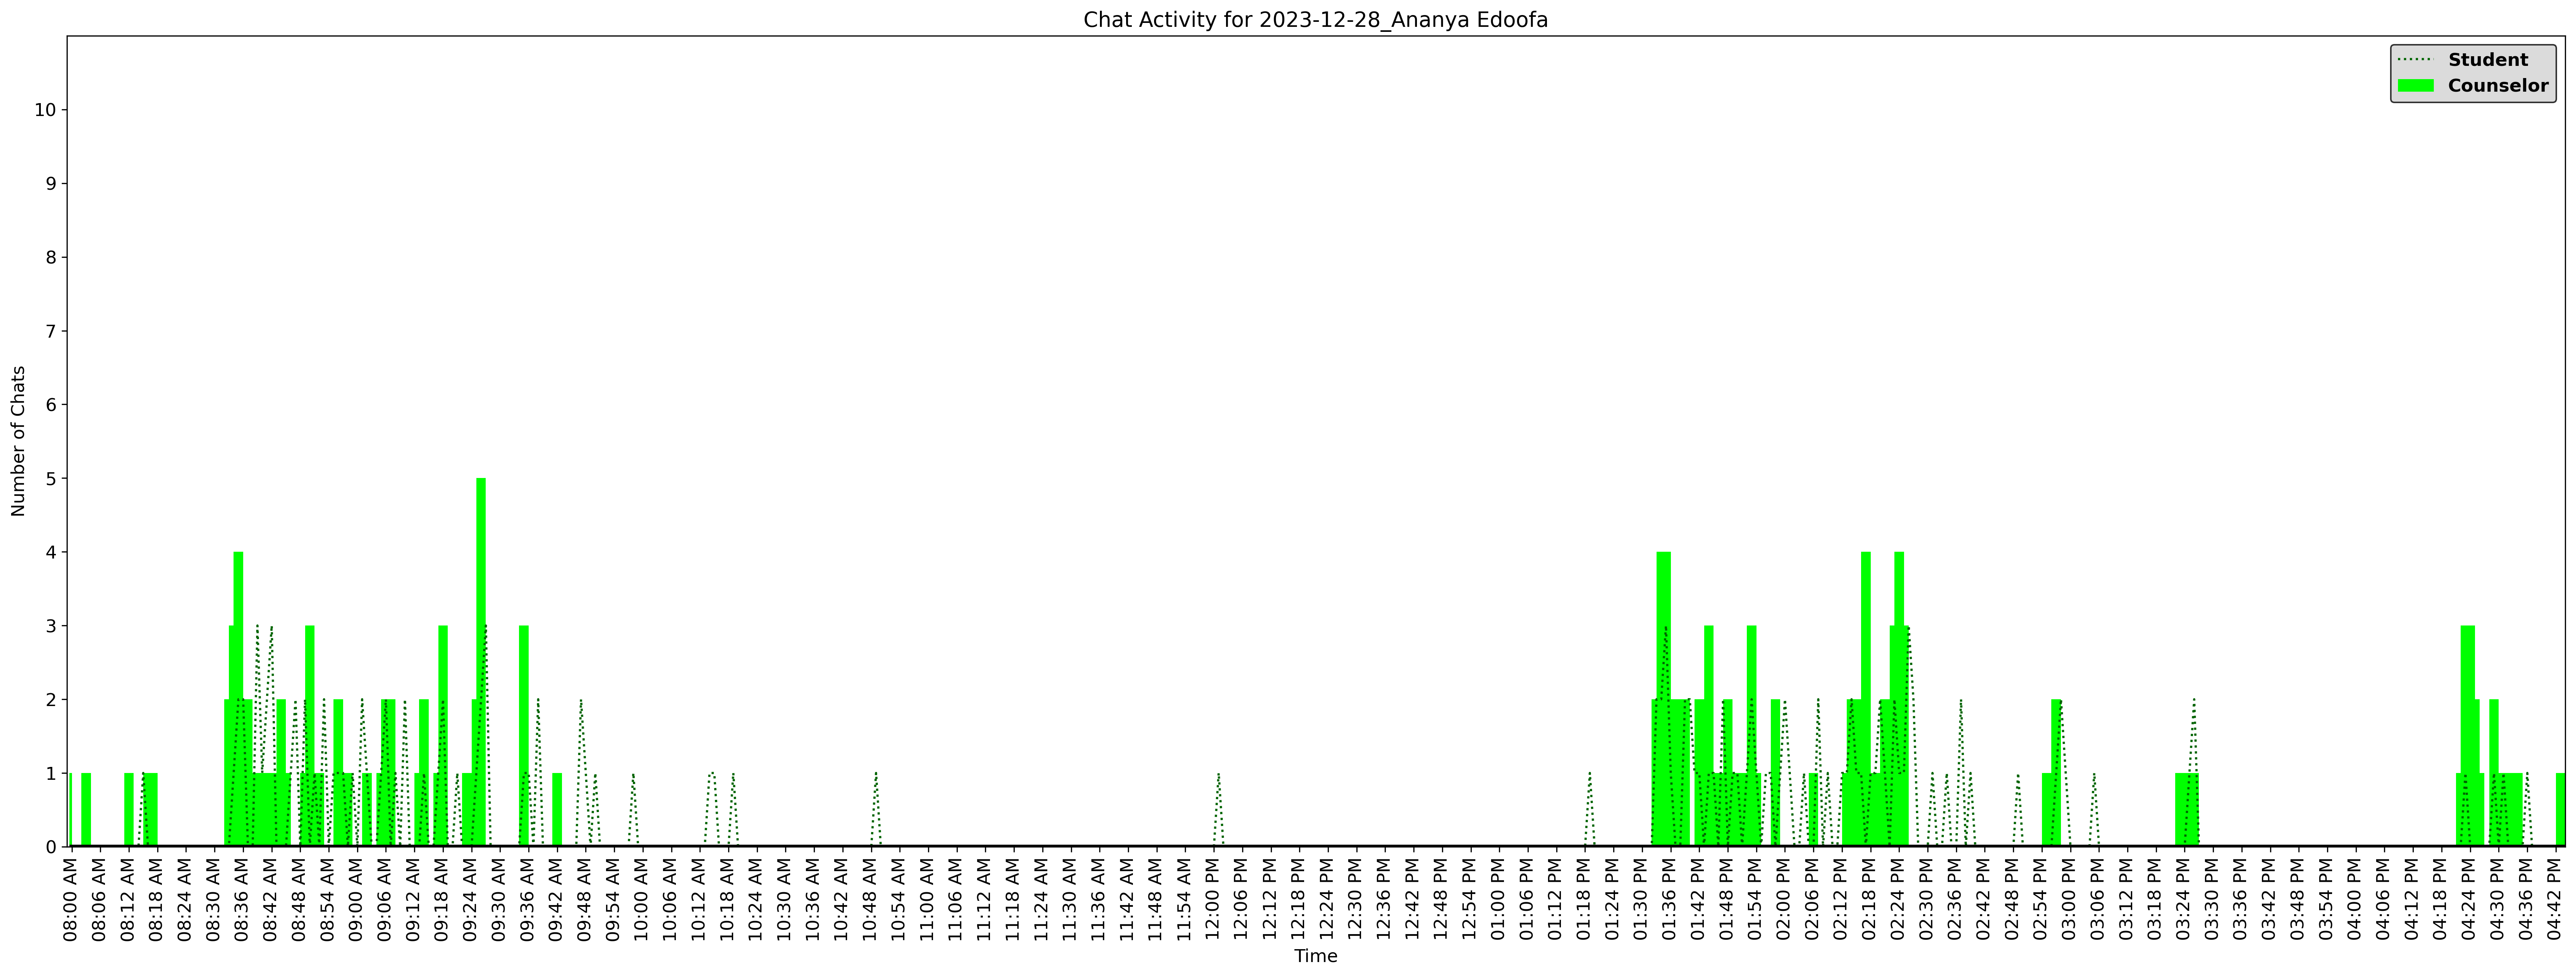 Chat Activity for 2023-12-28_Ananya Edoofa
Student
Counselor
Number of Chats
10
9
8
7
6
5
4
3
2
1
0
08:00 AM
08:06 AM
08:12 AM
08:18 AM
08:24 AM
08:30 AM
08:36 AM
08:42 AM
08:48 AM
08:54 AM
09:00 AM
09:06 AM
09:12 AM
09:18 AM
09:24 AM
09:30 AM
09:36 AM
09:42 AM
09:48 AM
09:54 AM
10:00 AM
10:06 AM
10:12 AM
10:18 AM
10:24 AM
10:30 AM
10:36 AM
10:42 AM
10:48 AM
10:54 AM
11:00 AM
11:06 AM
11:12 AM
11:18 AM
11:24 AM
11:30 AM
11:36 AM
11:42 AM
11:48 AM
11:54 AM
12:00 PM
12:06 PM
12:12 PM
12:18 PM
12:24 PM
12:30 PM
12:36 PM
12:42 PM
12:48 PM
12:54 PM
01:00 PM
01:06 PM
01:12 PM
01:18 PM
01:24 PM
01:30 PM
01:36 PM
01:42 PM
01:48 PM
01:54 PM
02:00 PM
02:06 PM
02:12 PM
02:18 PM
02:24 PM
02:30 PM
02:36 PM
02:42 PM
02:48 PM
02:54 PM
03:00 PM
03:06 PM
03:12 PM
03:18 PM
03:24 PM
03:30 PM
03:36 PM
03:42 PM
03:48 PM
03:54 PM
04:00 PM
04:06 PM
04:12 PM
04:18 PM
04:24 PM
04:30 PM
04:36 PM
04:42 PM
Time